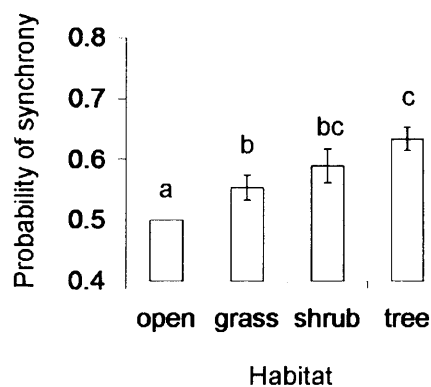 Probability of synchrony
0.8
0.7
0.6
0.5
0.4
a
b
bc
c
open grass shrub tree
Habitat